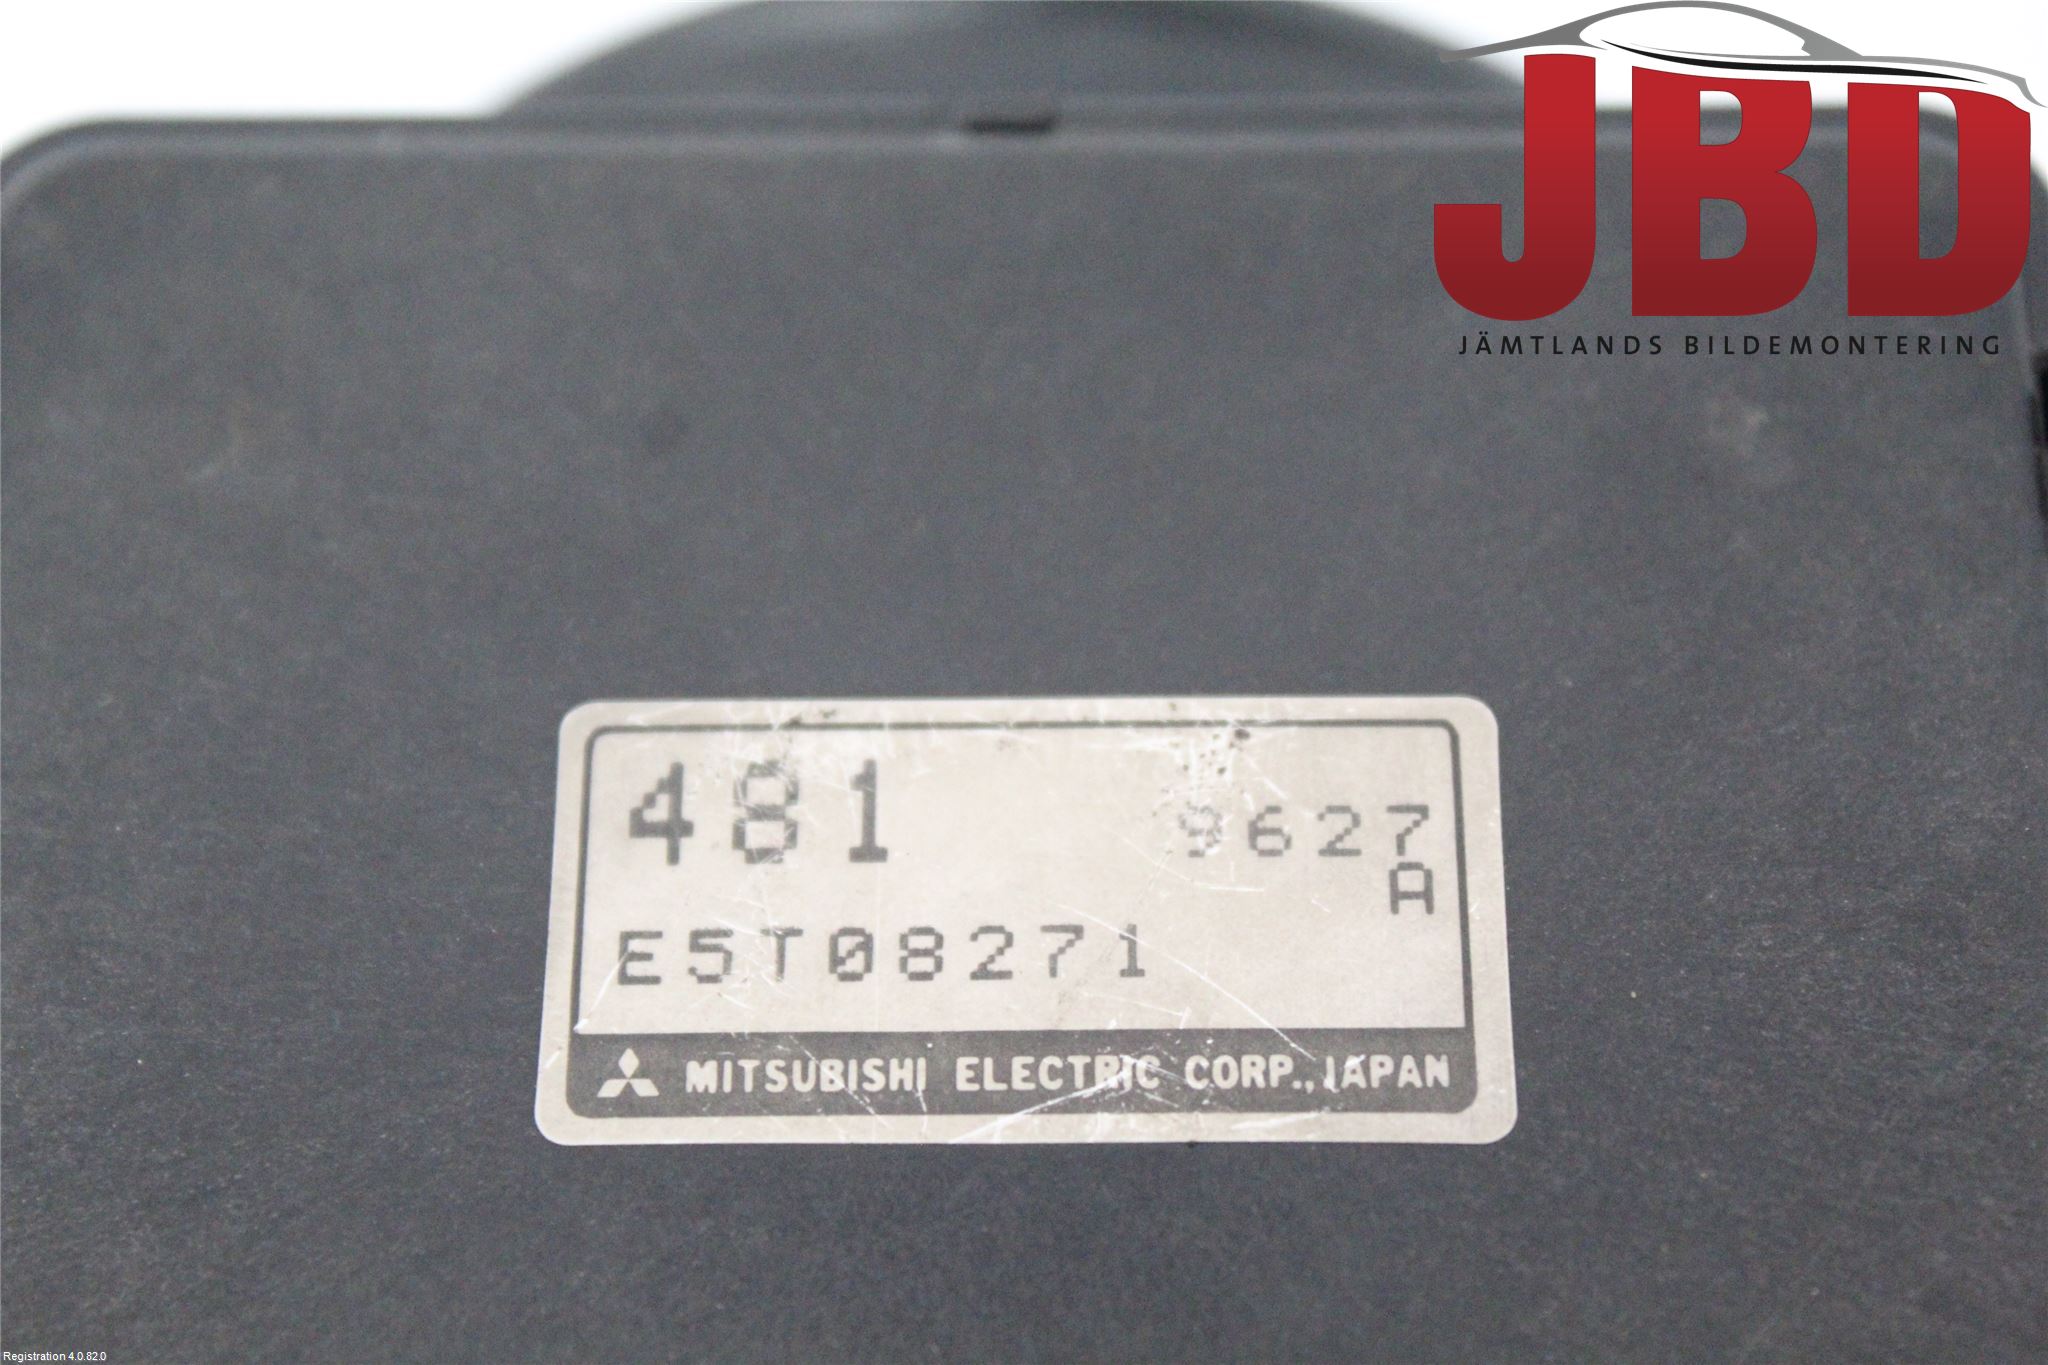 JBD
JÄMTLANDS BILDEMONTERING
481 9627
A
E5T08271
MITSUBISHI ELECTRIC CORP., JAPAN
Registration 4.0.82.0